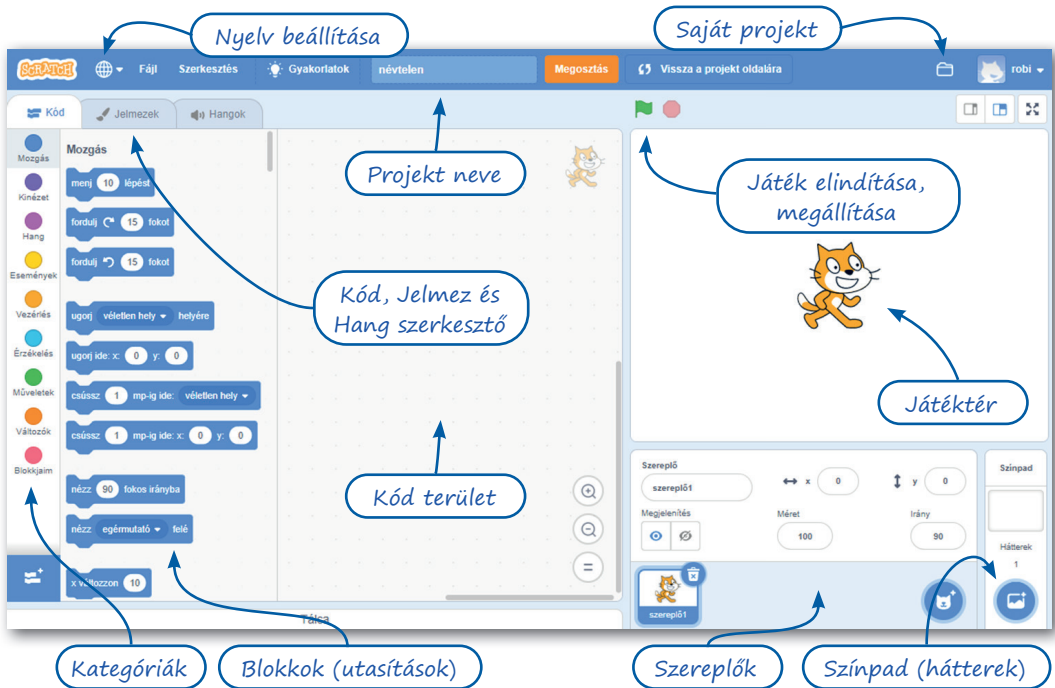 Nyelv beállítása
Saját projekt
SCRATCH
Fájl
Szerkesztés
Gyakorlatok
névtelen
Megosztás
Vissza a projekt oldalára
robi
Kód
Jelmezek
Hangok
Mozgás
Kinézet
Hang
Események
Vezérlés
Érzékelés
Műveletek
Változók
Blokkjaim
Mozgás
menj 10 lépést
fordulj 15 fokot
fordulj 15 fokot
ugorj véletlen hely helyére
ugorj ide: x: 0 y: 0
csússz 1 mp-ig ide: véletlen hely
csússz 1 mp-ig ide: x: 0 y: 0
nézz 90 fokos irányba
nézz egérmutató felé
x változzon 10
Projekt neve
Kód, Jelmez és
Hang szerkesztő
Kód terület
Tálca
Játék elindítása,
megállítása
Játéktér
Szereplő
szereplő1
x 0
y 0
Megjelenítés
Méret
100
Irány
90
szereplő1
Színpad
Hátterek
1
Kategóriák
Blokkok (utasítások)
Szereplők
Színpad (hátterek)